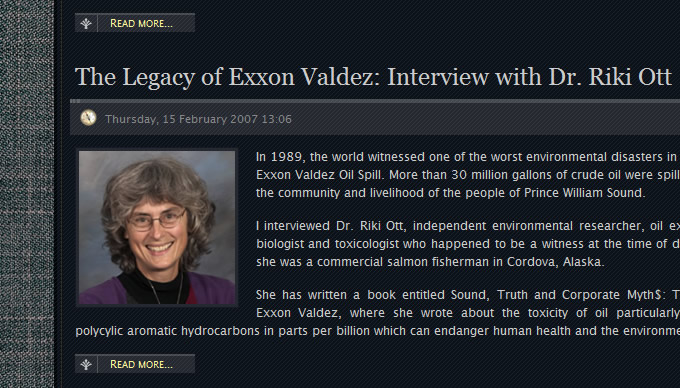 READ MORE...
The Legacy of Exxon Valdez: Interview with Dr. Riki Ott
Thursday, 15 February 2007 13:06
In 1989, the world witnessed one of the worst environmental disasters in
Exxon Valdez Oil Spill. More than 30 million gallons of crude oil were spill
the community and livelihood of the people of Prince William Sound.
I interviewed Dr. Riki Ott, independent environmental researcher, oil ex
biologist and toxicologist who happened to be a witness at the time of d
she was a commercial salmon fisherman in Cordova, Alaska.
She has written a book entitled Sound, Truth and Corporate Myth$: T
Exxon Valdez, where she wrote about the toxicity of oil particularly
polycylic aromatic hydrocarbons in parts per billion which can endanger human health and the environme
READ MORE...